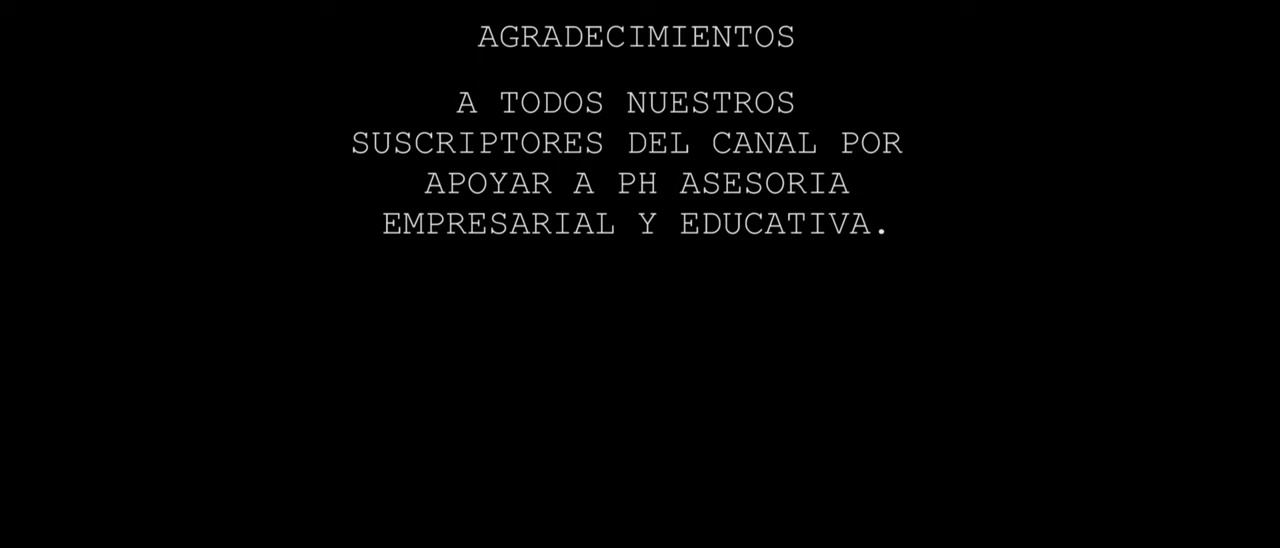 AGRADECIMIENTOS
A TODOS NUESTROS
SUSCRIPTORES DEL CANAL POR
APOYAR A PH ASESORIA
EMPRESARIAL Y EDUCATIVA.